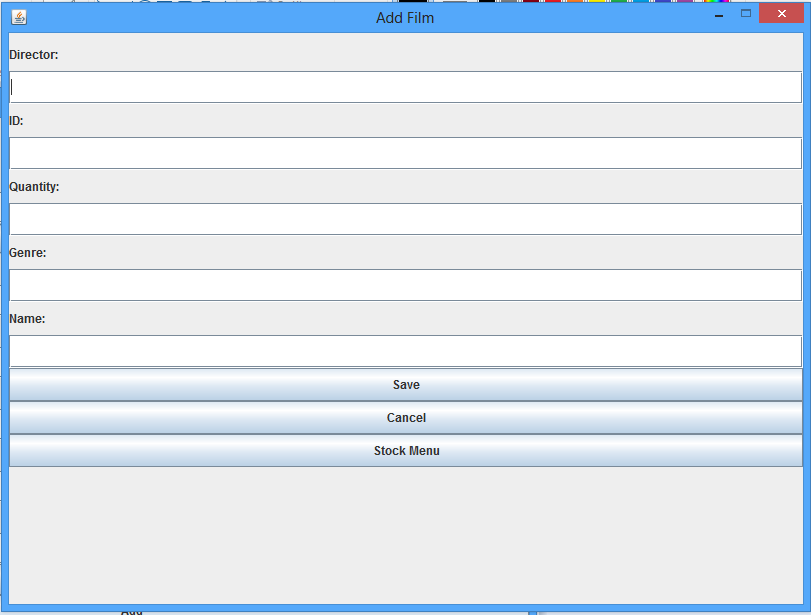 Add Film
Director:
ID:
Quantity:
Genre:
Name:
Save
Cancel
Stock Menu